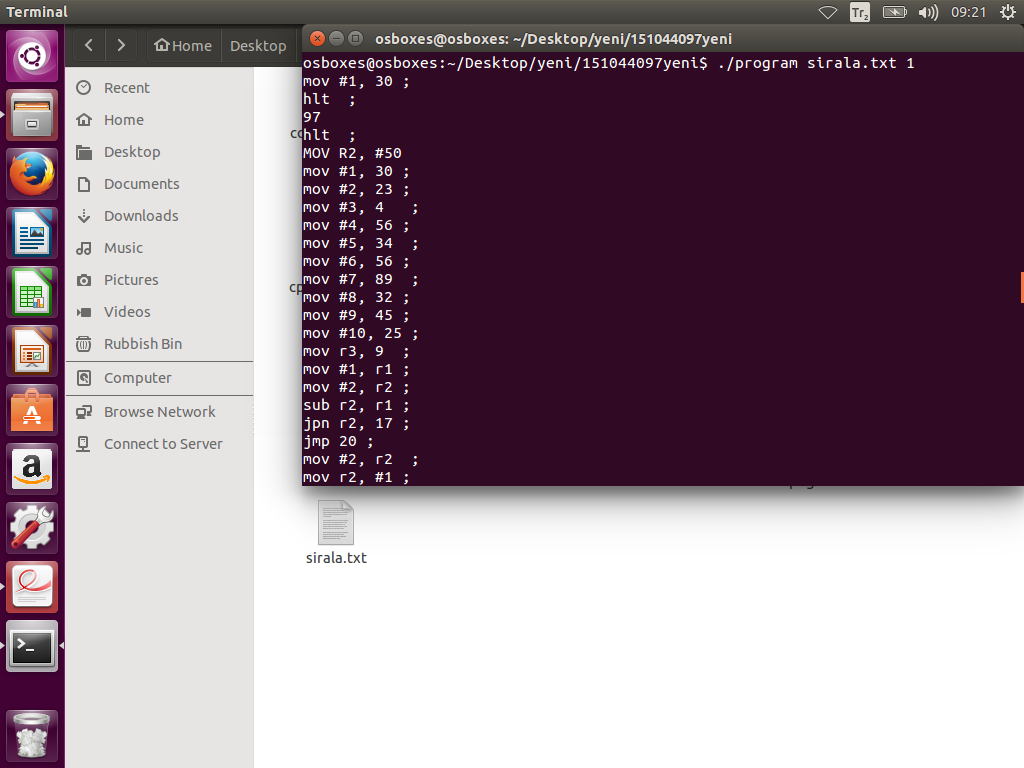 Terminal
Tr2
09:21
Home
Desktop
osboxes@osboxes: ~/Desktop/yeni/151044097yeni
Recent
Home
Desktop
Documents
Downloads
Music
Pictures
Videos
Rubbish Bin
Computer
Browse Network
Connect to Server
osboxes@osboxes:~/Desktop/yeni/151044097yeni$ ./program sirala.txt 1
mov #1, 30 ;
hlt  ;
97
hlt  ;
MOV R2, #50
mov #1, 30 ;
mov #2, 23 ;
mov #3, 4   ;
mov #4, 56 ;
mov #5, 34  ;
mov #6, 56 ;
mov #7, 89  ;
mov #8, 32 ;
mov #9, 45 ;
mov #10, 25 ;
mov r3, 9  ;
mov #1, r1 ;
mov #2, r2 ;
sub r2, r1 ;
jpn r2, 17 ;
jmp 20 ;
mov #2, r2  ;
mov r2, #1 ;
sirala.txt